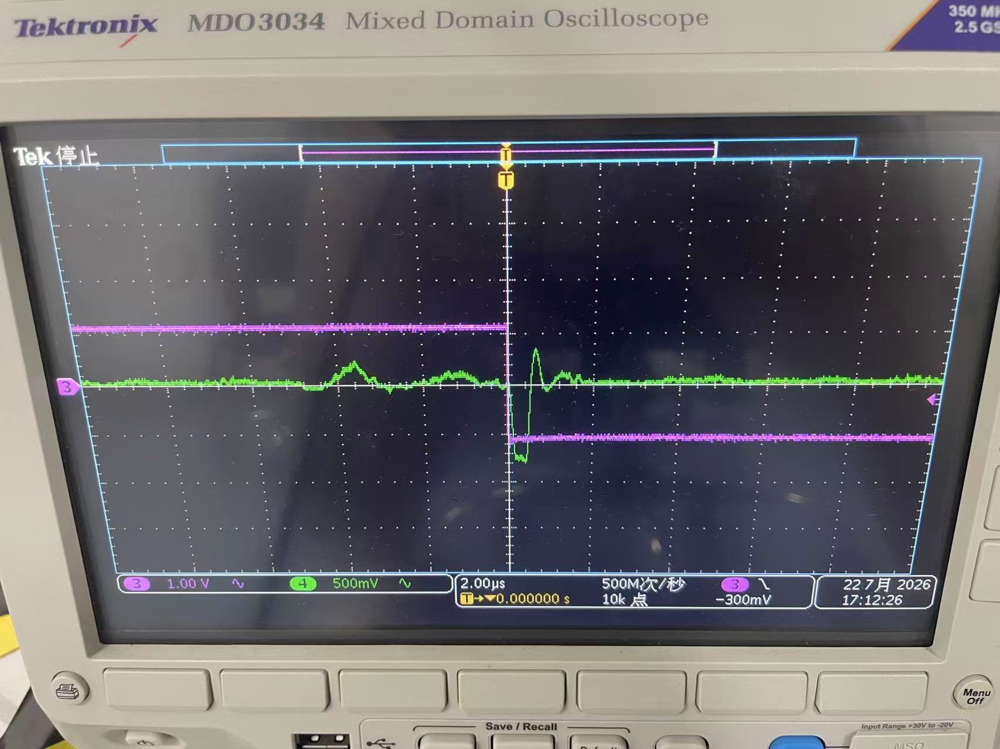 Tektronix MDO3034 Mixed Domain Oscilloscope
350
2.5
Tek 停止
T
T
3
3 1.00 V
4 500mV
2.00µs
T 0.000000 s
500M次/秒
10k 点
3
-300mV
22 7月 2026
17:12:26
Menu
Off
Save / Recall
Input Range +30V to -20V
MSO